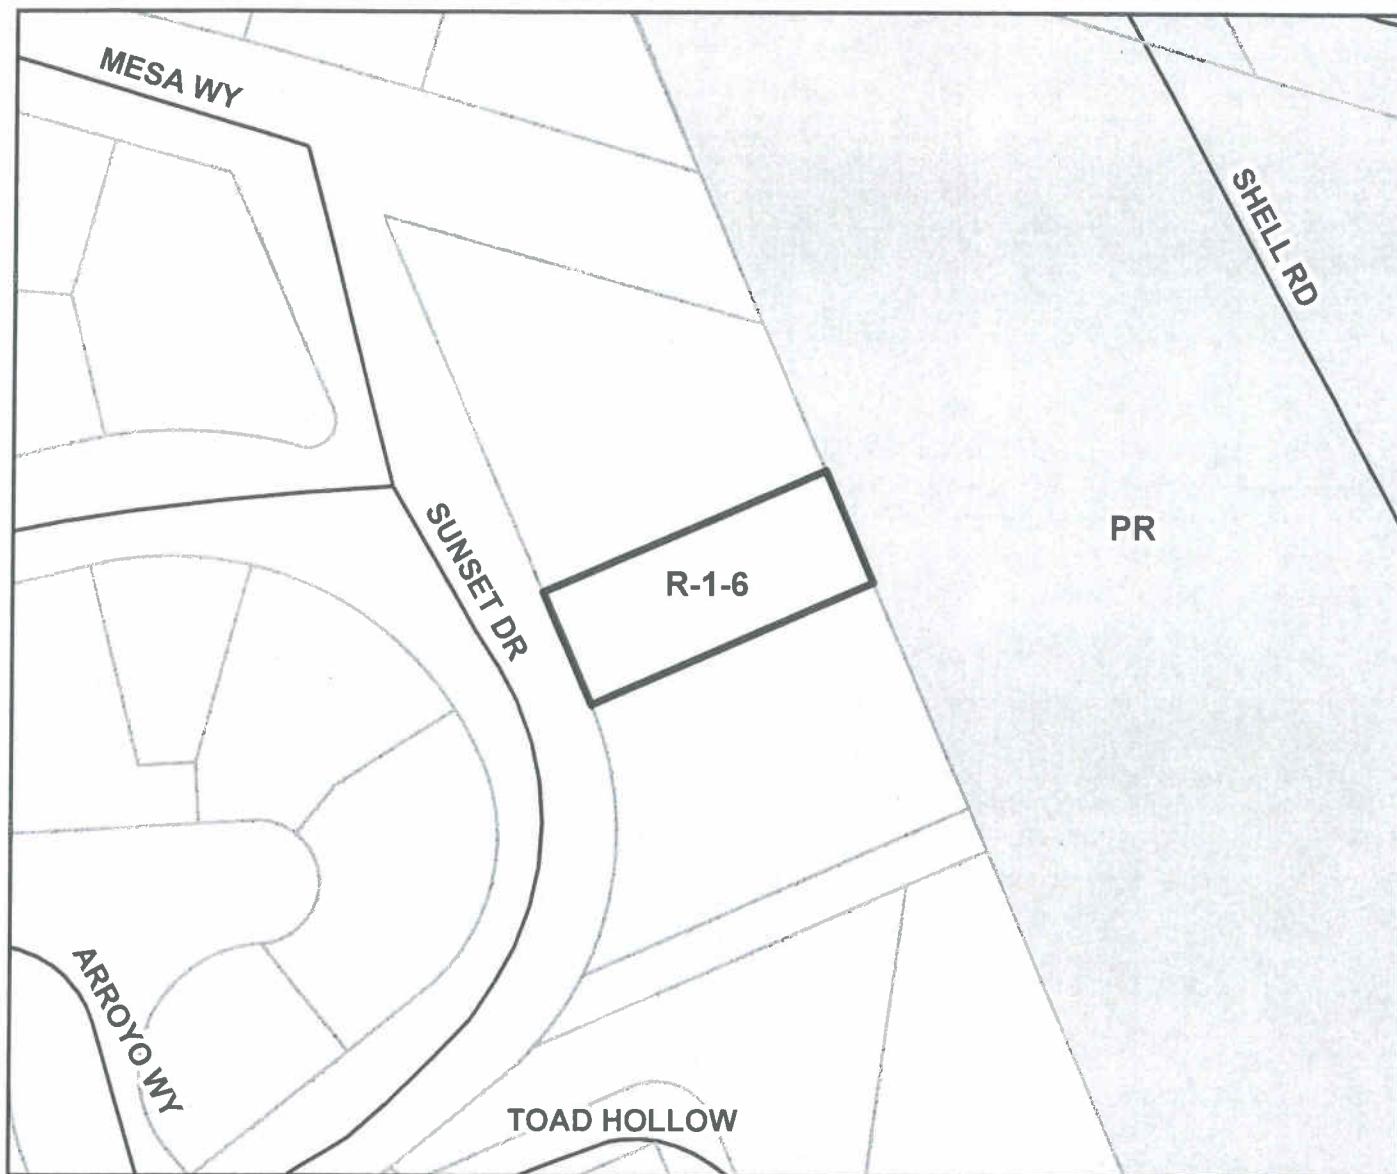 MESA WY
SHELL RD
SUNSET DR
PR
R-1-6
ARROYO WY
TOAD HOLLOW